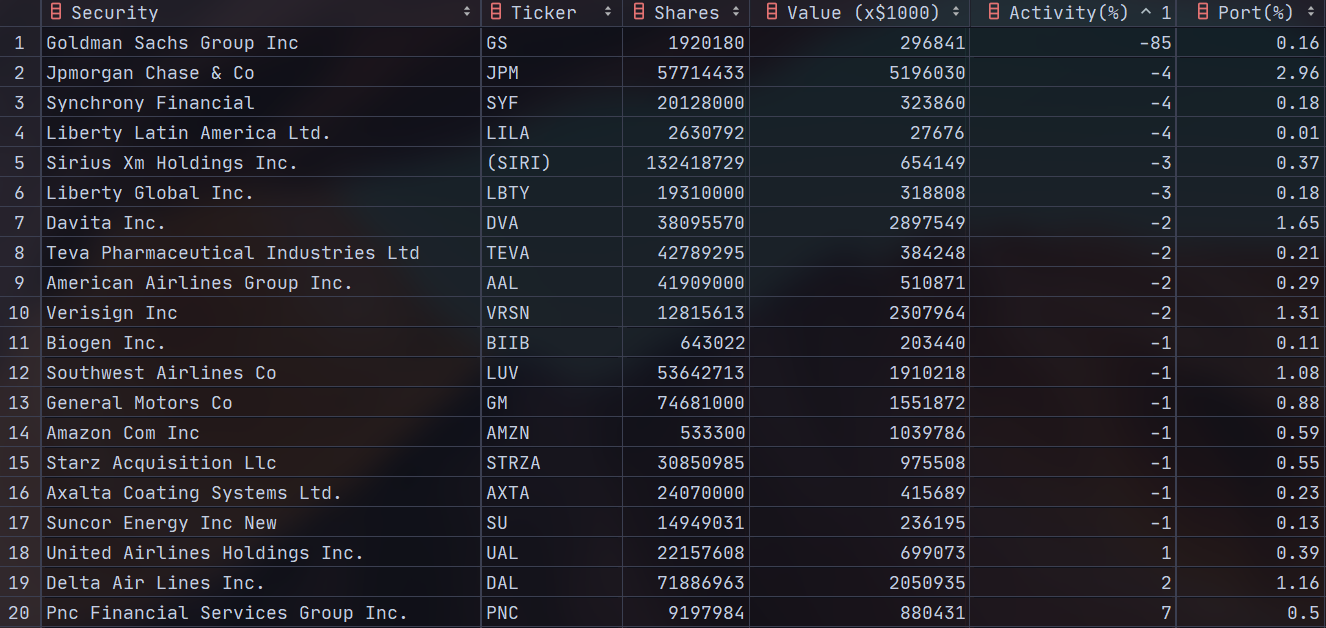 Security Ticker Shares Value (x$1000) Activity(%) ^ 1 Port(%)
1 Goldman Sachs Group Inc GS 1920180 296841 -85 0.16
2 Jpmorgan Chase & Co JPM 57714433 5196030 -4 2.96
3 Synchrony Financial SYF 20128000 323860 -4 0.18
4 Liberty Latin America Ltd. LILA 2630792 27676 -4 0.01
5 Sirius Xm Holdings Inc. (SIRI) 132418729 654149 -3 0.37
6 Liberty Global Inc. LBTY 19310000 318808 -3 0.18
7 Davita Inc. DVA 38095570 2897549 -2 1.65
8 Teva Pharmaceutical Industries Ltd TEVA 42789295 384248 -2 0.21
9 American Airlines Group Inc. AAL 41909000 510871 -2 0.29
10 Verisign Inc VRSN 12815613 2307964 -2 1.31
11 Biogen Inc. BIIB 643022 203440 -1 0.11
12 Southwest Airlines Co LUV 53642713 1910218 -1 1.08
13 General Motors Co GM 74681000 1551872 -1 0.88
14 Amazon Com Inc AMZN 533300 1039786 -1 0.59
15 Starz Acquisition Llc STRZA 30850985 975508 -1 0.55
16 Axalta Coating Systems Ltd. AXTA 24070000 415689 -1 0.23
17 Suncor Energy Inc New SU 14949031 236195 -1 0.13
18 United Airlines Holdings Inc. UAL 22157608 699073 1 0.39
19 Delta Air Lines Inc. DAL 71886963 2050935 2 1.16
20 Pnc Financial Services Group Inc. PNC 9197984 880431 7 0.5